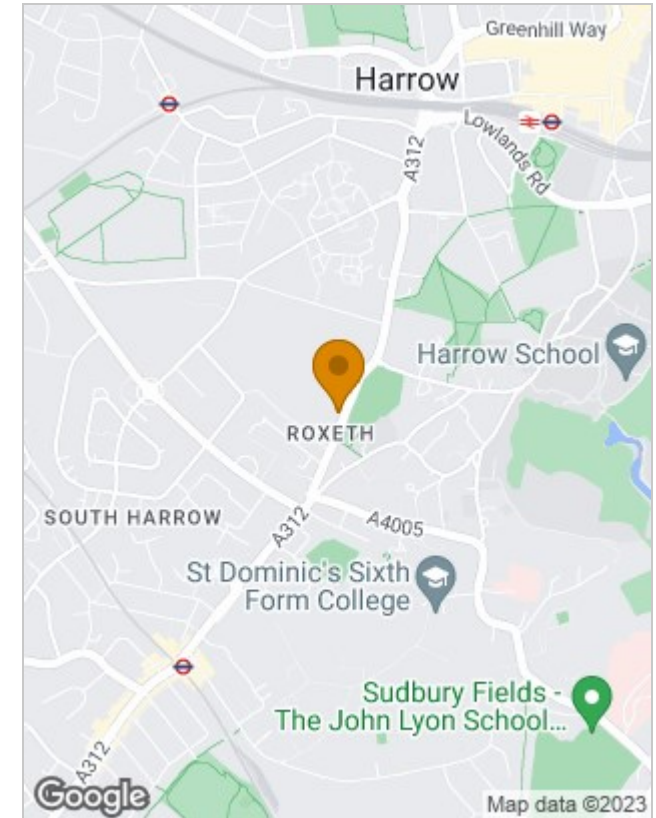 Greenhill Way
Harrow
Lowlands Rd
A312
Harrow School
ROXETH
SOUTH HARROW
A312
A4005
St Dominic's Sixth
Form College
Sudbury Fields -
The John Lyon School...
A312
Google
Map data ©2023